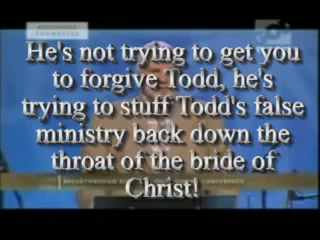 He's not trying to get you
to forgive Todd, he's
trying to stuff Todd's false
ministry back down the
throat of the bride of
Christ!
CONFERENCE